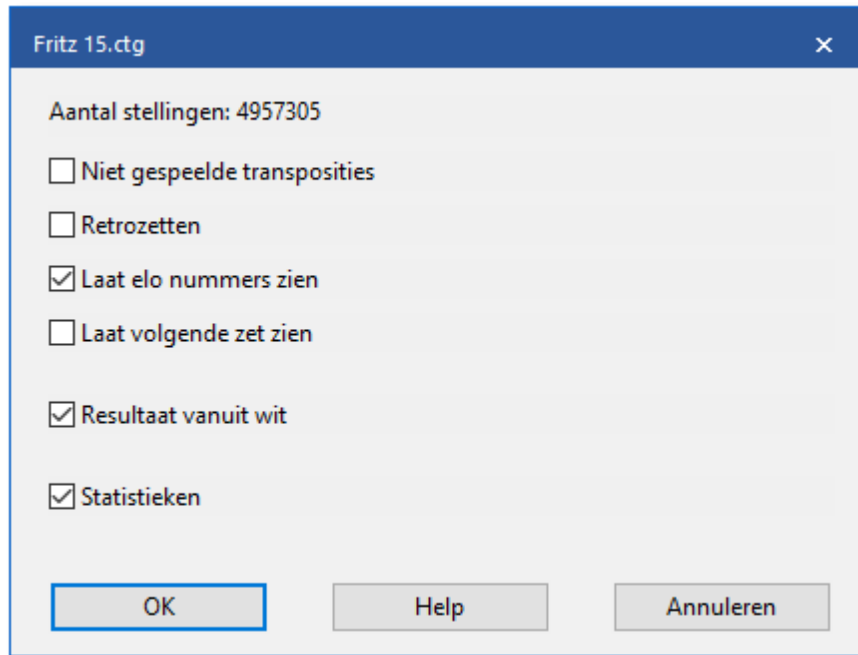 Fritz 15.ctg
Aantal stellingen: 4957305
Niet gespeelde transposities
Retrozetten
Laat elo nummers zien
Laat volgende zet zien
Resultaat vanuit wit
Statistieken
OK Help Annuleren